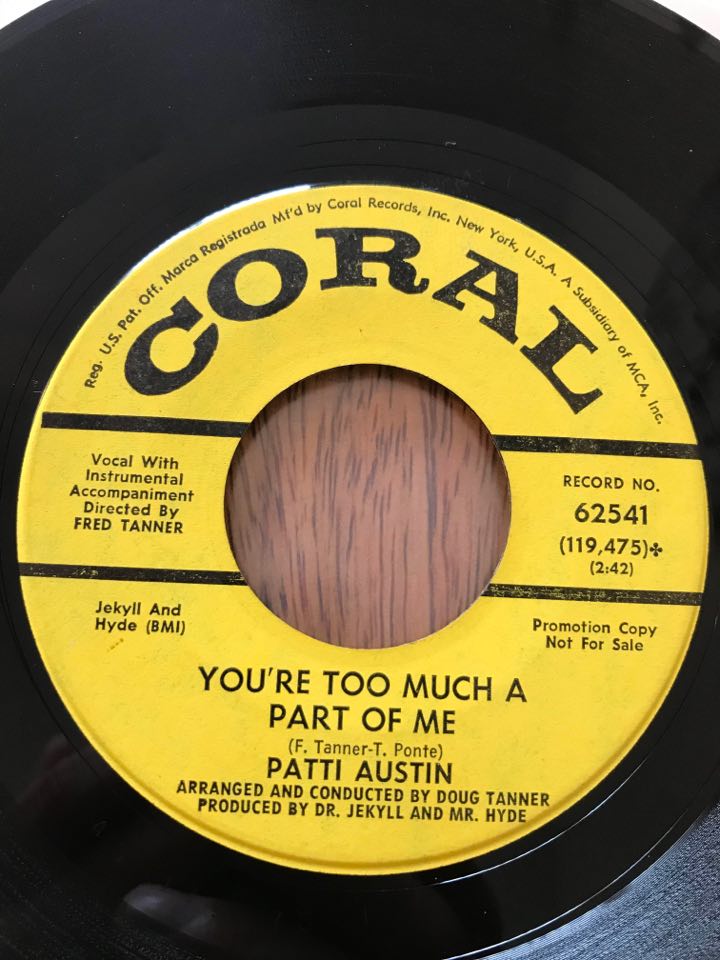 Reg. U.S. Pat. Off. Marca Registrada Mf'd by Coral Records, Inc. New York, U.S.A. A Subsidiary of MCA, Inc.
CORAL
Vocal With
Instrumental
Accompaniment
Directed By
FRED TANNER
RECORD NO.
62541
(119,475)✤
(2:42)
Jekyll And
Hyde (BMI)
Promotion Copy
Not For Sale
YOU'RE TOO MUCH A
PART OF ME
(F. Tanner-T. Ponte)
PATTI AUSTIN
ARRANGED AND CONDUCTED BY DOUG TANNER
PRODUCED BY DR. JEKYLL AND MR. HYDE